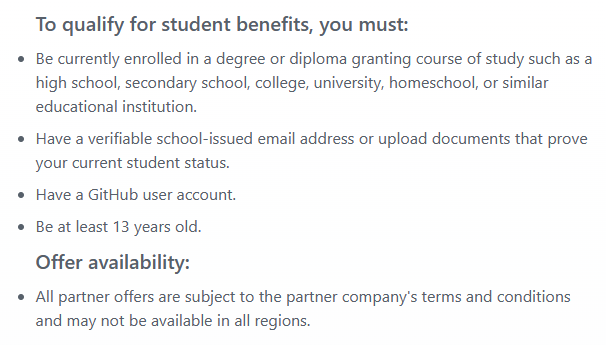 To qualify for student benefits, you must:
Be currently enrolled in a degree or diploma granting course of study such as a
high school, secondary school, college, university, homeschool, or similar
educational institution.
Have a verifiable school-issued email address or upload documents that prove
your current student status.
Have a GitHub user account.
Be at least 13 years old.
Offer availability:
All partner offers are subject to the partner company's terms and conditions
and may not be available in all regions.